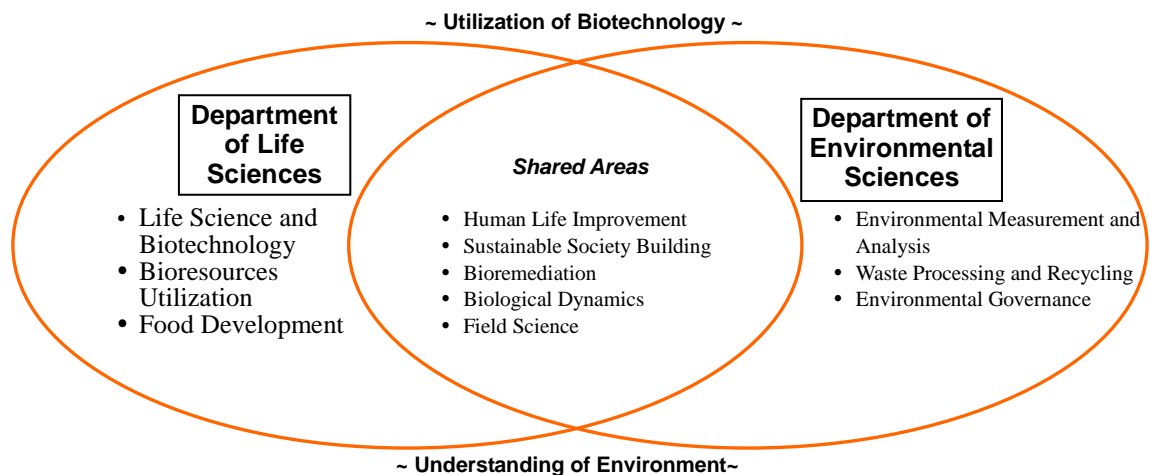 ~ Utilization of Biotechnology ~
Department
of Life
Sciences
• Life Science and
Biotechnology
• Bioresources
Utilization
• Food Development
Shared Areas
• Human Life Improvement
• Sustainable Society Building
• Bioremediation
• Biological Dynamics
• Field Science
Department of
Environmental
Sciences
• Environmental Measurement and
Analysis
• Waste Processing and Recycling
• Environmental Governance
~ Understanding of Environment~